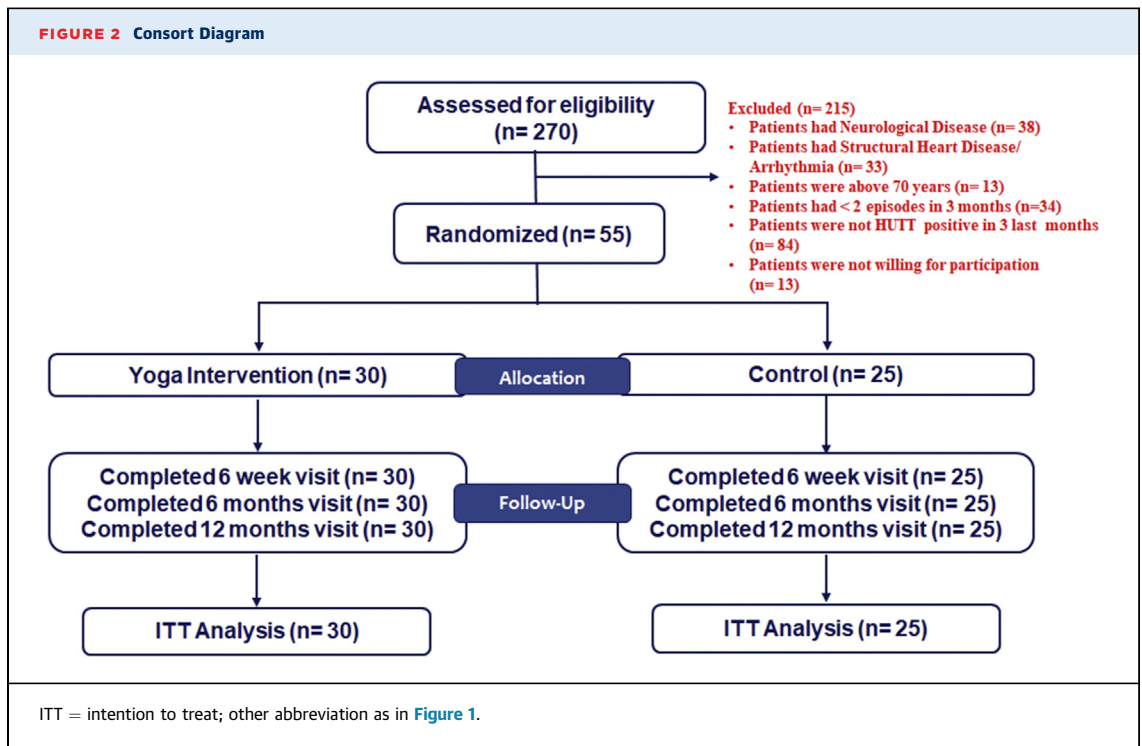 FIGURE 2 Consort Diagram
Assessed for eligibility
(n= 270)
Excluded (n= 215)
• Patients had Neurological Disease (n= 38)
• Patients had Structural Heart Disease/
Arrhythmia (n= 33)
• Patients were above 70 years (n= 13)
• Patients had < 2 episodes in 3 months (n=34)
• Patients were not HUTT positive in 3 last months
(n= 84)
• Patients were not willing for participation
(n= 13)
Randomized (n= 55)
Yoga Intervention (n= 30)
Allocation
Control (n= 25)
Completed 6 week visit (n= 30)
Completed 6 months visit (n= 30)
Completed 12 months visit (n= 30)
Follow-Up
Completed 6 week visit (n= 25)
Completed 6 months visit (n= 25)
Completed 12 months visit (n= 25)
ITT Analysis (n= 30)
ITT Analysis (n= 25)
ITT = intention to treat; other abbreviation as in Figure 1.